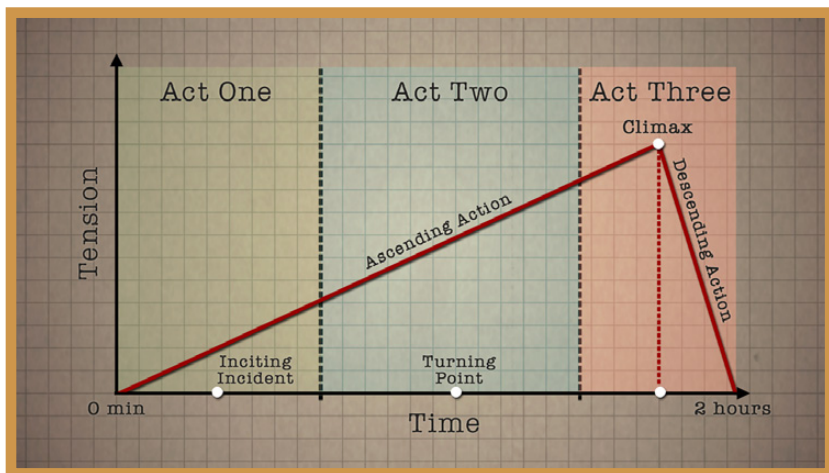 Act One
Act Two
Act Three
Climax
Tension
Ascending Action
Descending Action
Inciting
Incident
Turning
Point
0 min
Time
2 hours